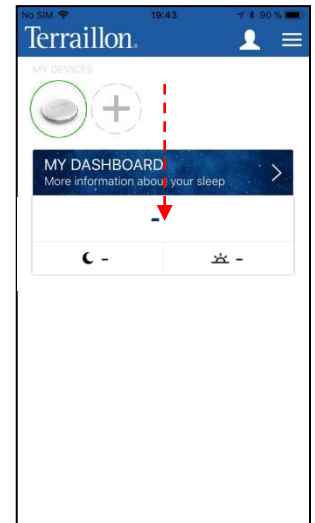 No SIM 19:43 90 %
Terraillon.
MY DEVICES
MY DASHBOARD
More information about your sleep
-
- -